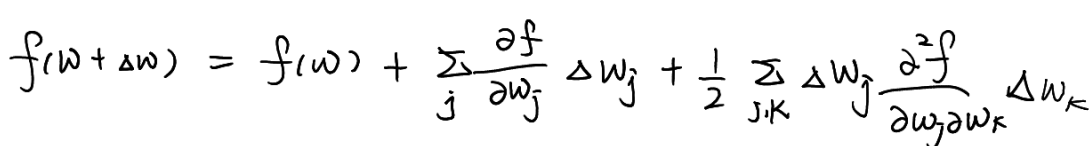 f(w + Δw) = f(w) + Σ_j ∂f/∂w_j Δw_j + 1/2 Σ_{j,k} Δw_j ∂²f/∂w_j∂w_k Δw_k